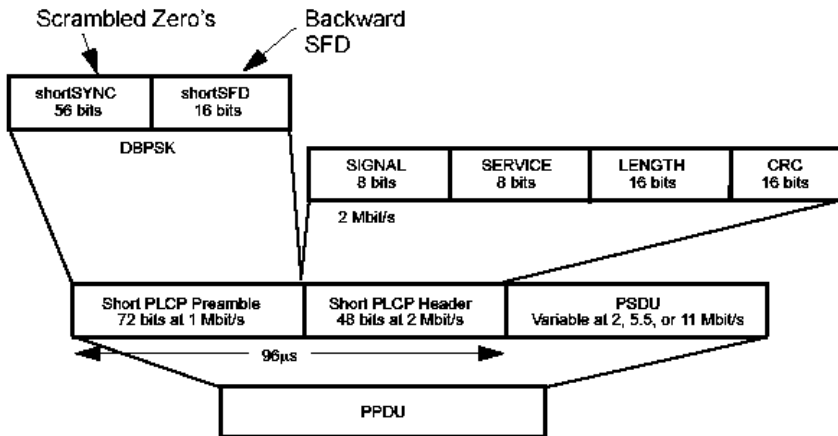 Scrambled Zero's
Backward
SFD
shortSYNC
56 bits
shortSFD
16 bits
DBPSK
SIGNAL
8 bits
SERVICE
8 bits
LENGTH
16 bits
CRC
16 bits
2 Mbit/s
Short PLCP Preamble
72 bits at 1 Mbit/s
Short PLCP Header
48 bits at 2 Mbit/s
PSDU
Variable at 2, 5.5, or 11 Mbit/s
96µs
PPDU